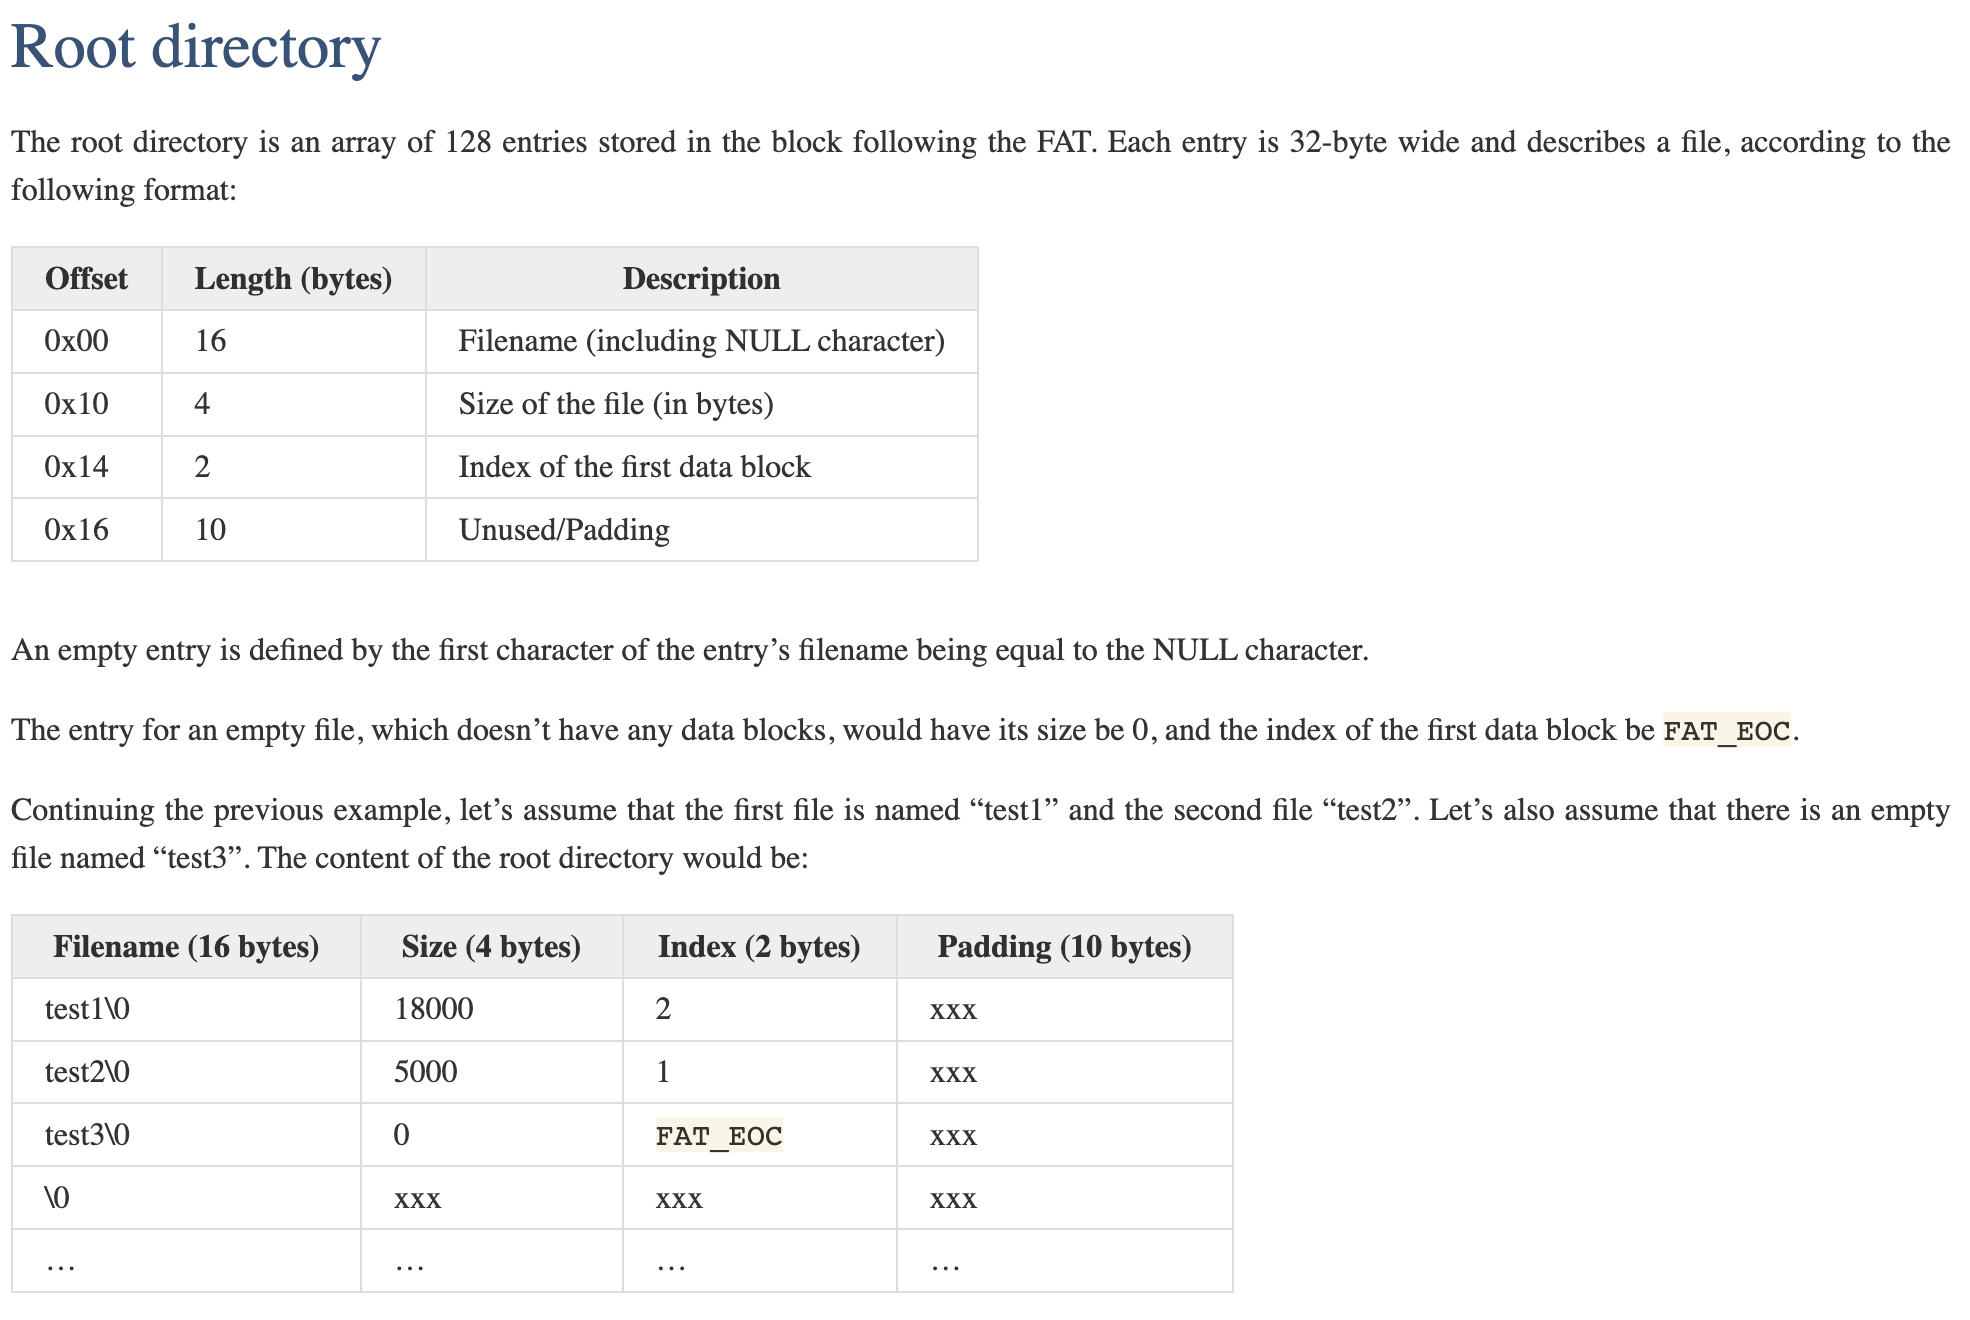 Root directory
The root directory is an array of 128 entries stored in the block following the FAT. Each entry is 32-byte wide and describes a file, according to the
following format:
Offset Length (bytes) Description
0x00 16 Filename (including NULL character)
0x10 4 Size of the file (in bytes)
0x14 2 Index of the first data block
0x16 10 Unused/Padding
An empty entry is defined by the first character of the entry’s filename being equal to the NULL character.
The entry for an empty file, which doesn’t have any data blocks, would have its size be 0, and the index of the first data block be FAT_EOC.
Continuing the previous example, let’s assume that the first file is named “test1” and the second file “test2”. Let’s also assume that there is an empty
file named “test3”. The content of the root directory would be:
Filename (16 bytes) Size (4 bytes) Index (2 bytes) Padding (10 bytes)
test1\0 18000 2 xxx
test2\0 5000 1 xxx
test3\0 0 FAT_EOC xxx
\0 xxx xxx xxx
… … … …